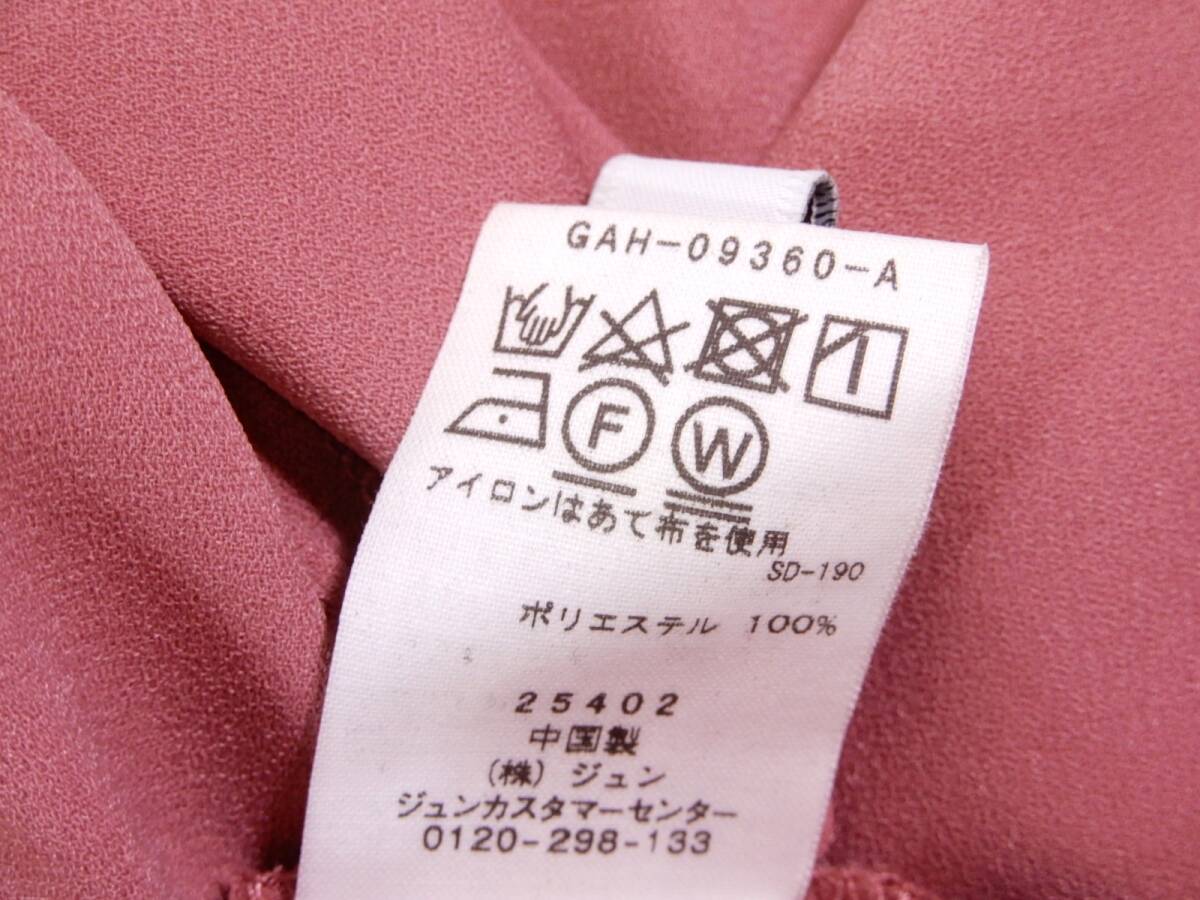 GAH-09360-A
F W
アイロンはあて布を使用
SD-190
ポリエステル 100%
25402
中国製
(株) ジュン
ジュンカスタマーセンター
0120-298-133